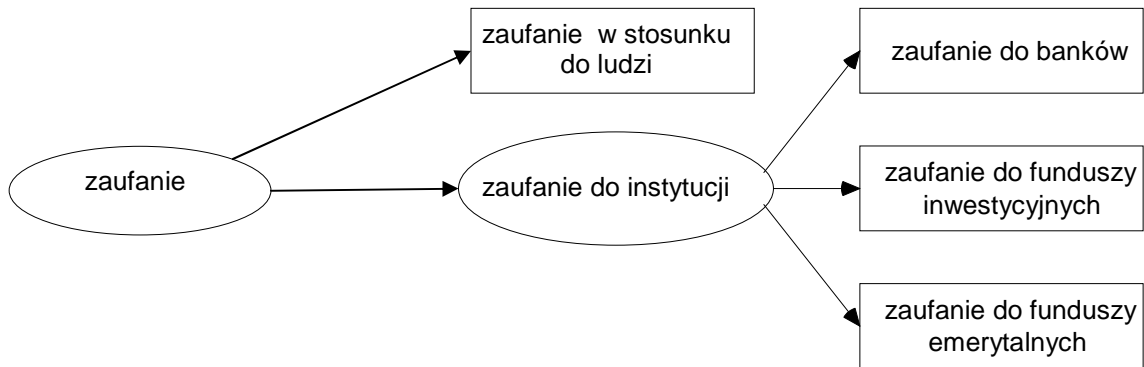 zaufanie w stosunku
do ludzi
zaufanie do banków
zaufanie
zaufanie do instytucji
zaufanie do funduszy
inwestycyjnych
zaufanie do funduszy
emerytalnych